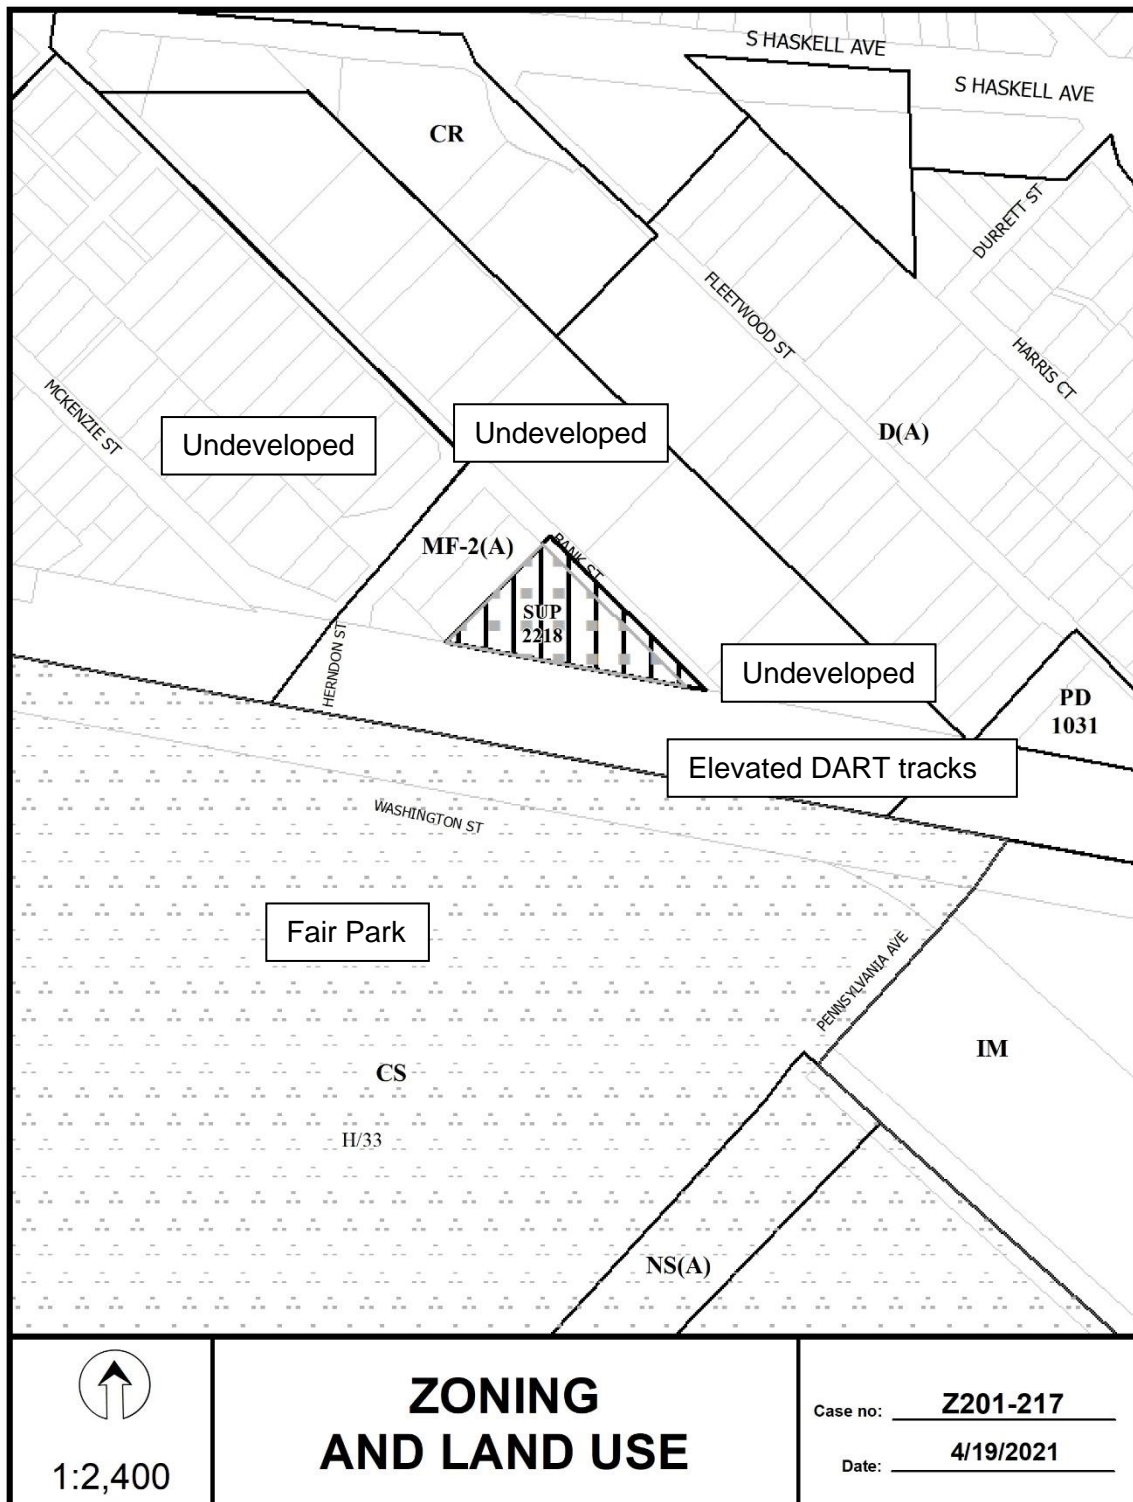 S HASKELL AVE
S HASKELL AVE
CR
DURRETT ST
FLEETWOOD ST
HARRIS CT
MCKENZIE ST
Undeveloped
Undeveloped
D(A)
MF-2(A)
BANK ST
SUP
2218
HERNDON ST
Undeveloped
PD
1031
Elevated DART tracks
WASHINGTON ST
Fair Park
PENNSYLVANIA AVE
IM
CS
H/33
NS(A)
1:2,400
ZONING
AND LAND USE
Case no: Z201-217
Date: 4/19/2021